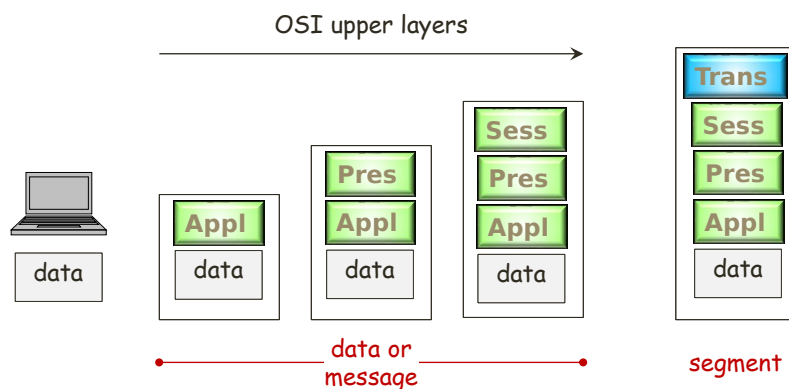 OSI upper layers
Trans
Sess
Sess
Pres
Pres
Pres
Appl
Appl
Appl
Appl
data
data
data
data
data
data or
message
segment